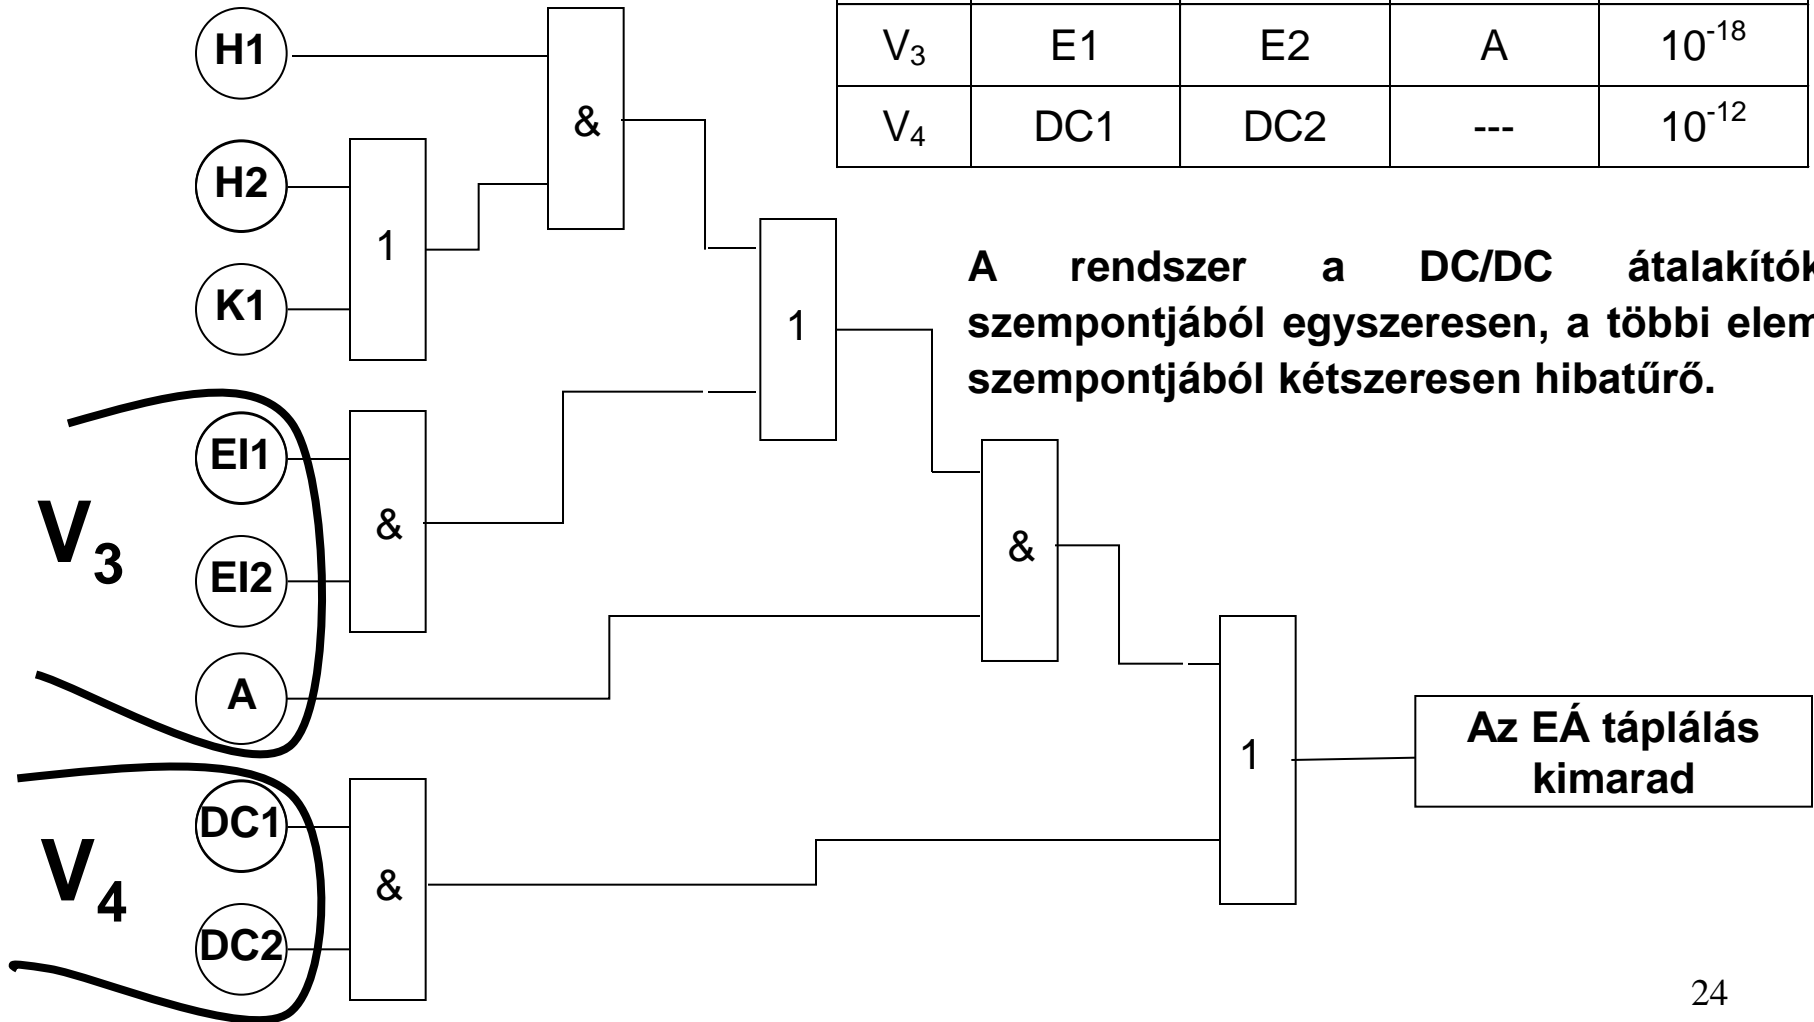 V₃ E1 E2 A 10⁻¹⁸
V₄ DC1 DC2 --- 10⁻¹²
A rendszer a DC/DC átalakítók
szempontjából egyszeresen, a többi elem
szempontjából kétszeresen hibatűrő.
H1
&
H2
1
K1
1
EI1
V₃
&
EI2
&
A
1
Az EÁ táplálás
kimarad
DC1
V₄
&
DC2
24